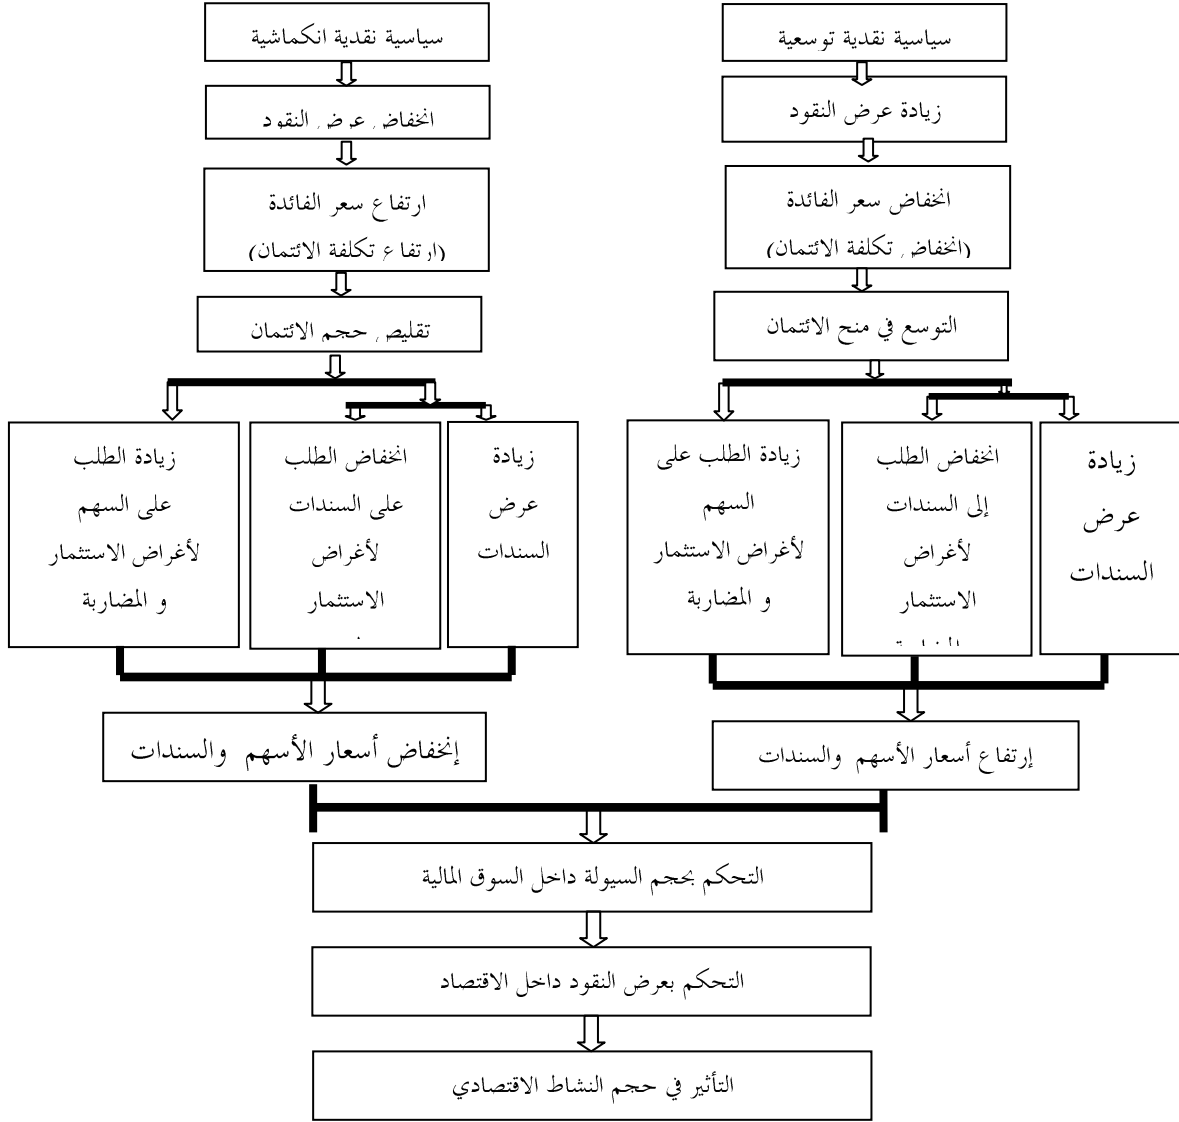 سياسية نقدية توسعية
زيادة عرض النقود
انخفاض سعر الفائدة
(انخفاض تكلفة الائتمان)
التوسع في منح الائتمان
زيادة
عرض
السندات
انخفاض الطلب
إلى السندات
لأغراض
الاستثمار
زيادة الطلب على
السهم
لأغراض الاستثمار
و المضاربة
إرتفاع أسعار الأسهم والسندات
سياسية نقدية انكماشية
انخفاض عرض النقود
ارتفاع سعر الفائدة
(ارتفاع تكلفة الائتمان)
تقليص حجم الائتمان
زيادة
عرض
السندات
انخفاض الطلب
على السندات
لأغراض
الاستثمار
زيادة الطلب
على السهم
لأغراض الاستثمار
و المضاربة
إنخفاض أسعار الأسهم والسندات
التحكم بحجم السيولة داخل السوق المالية
التحكم بعرض النقود داخل الاقتصاد
التأثير في حجم النشاط الاقتصادي